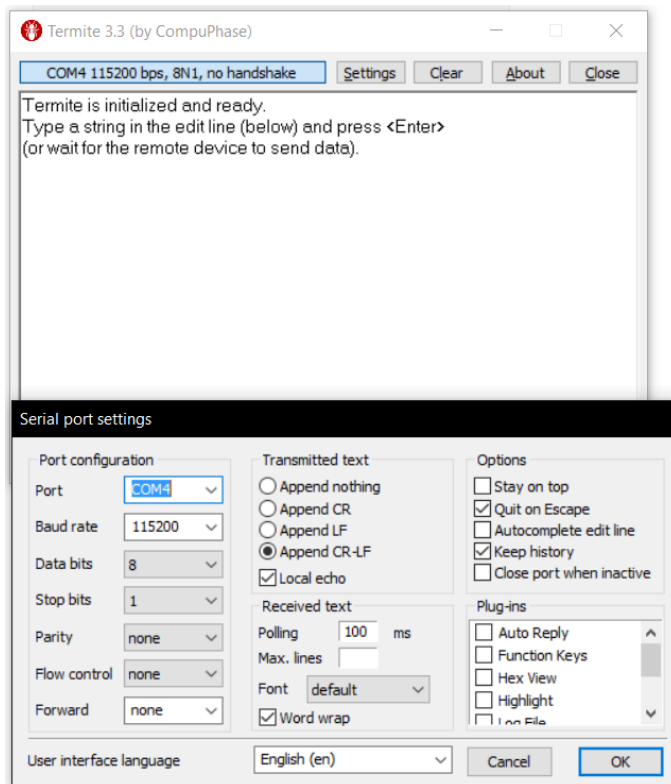 Termite 3.3 (by CompuPhase)
COM4 115200 bps, 8N1, no handshake Settings Clear About Close
Termite is initialized and ready.
Type a string in the edit line (below) and press <Enter>
(or wait for the remote device to send data).
Serial port settings
Port configuration
Port COM4
Baud rate 115200
Data bits 8
Stop bits 1
Parity none
Flow control none
Forward none
Transmitted text
Append nothing
Append CR
Append LF
Append CR-LF
Local echo
Received text
Polling 100 ms
Max. lines
Font default
Word wrap
Options
Stay on top
Quit on Escape
Autocomplete edit line
Keep history
Close port when inactive
Plug-ins
Auto Reply
Function Keys
Hex View
Highlight
Log File
User interface language English (en) Cancel OK